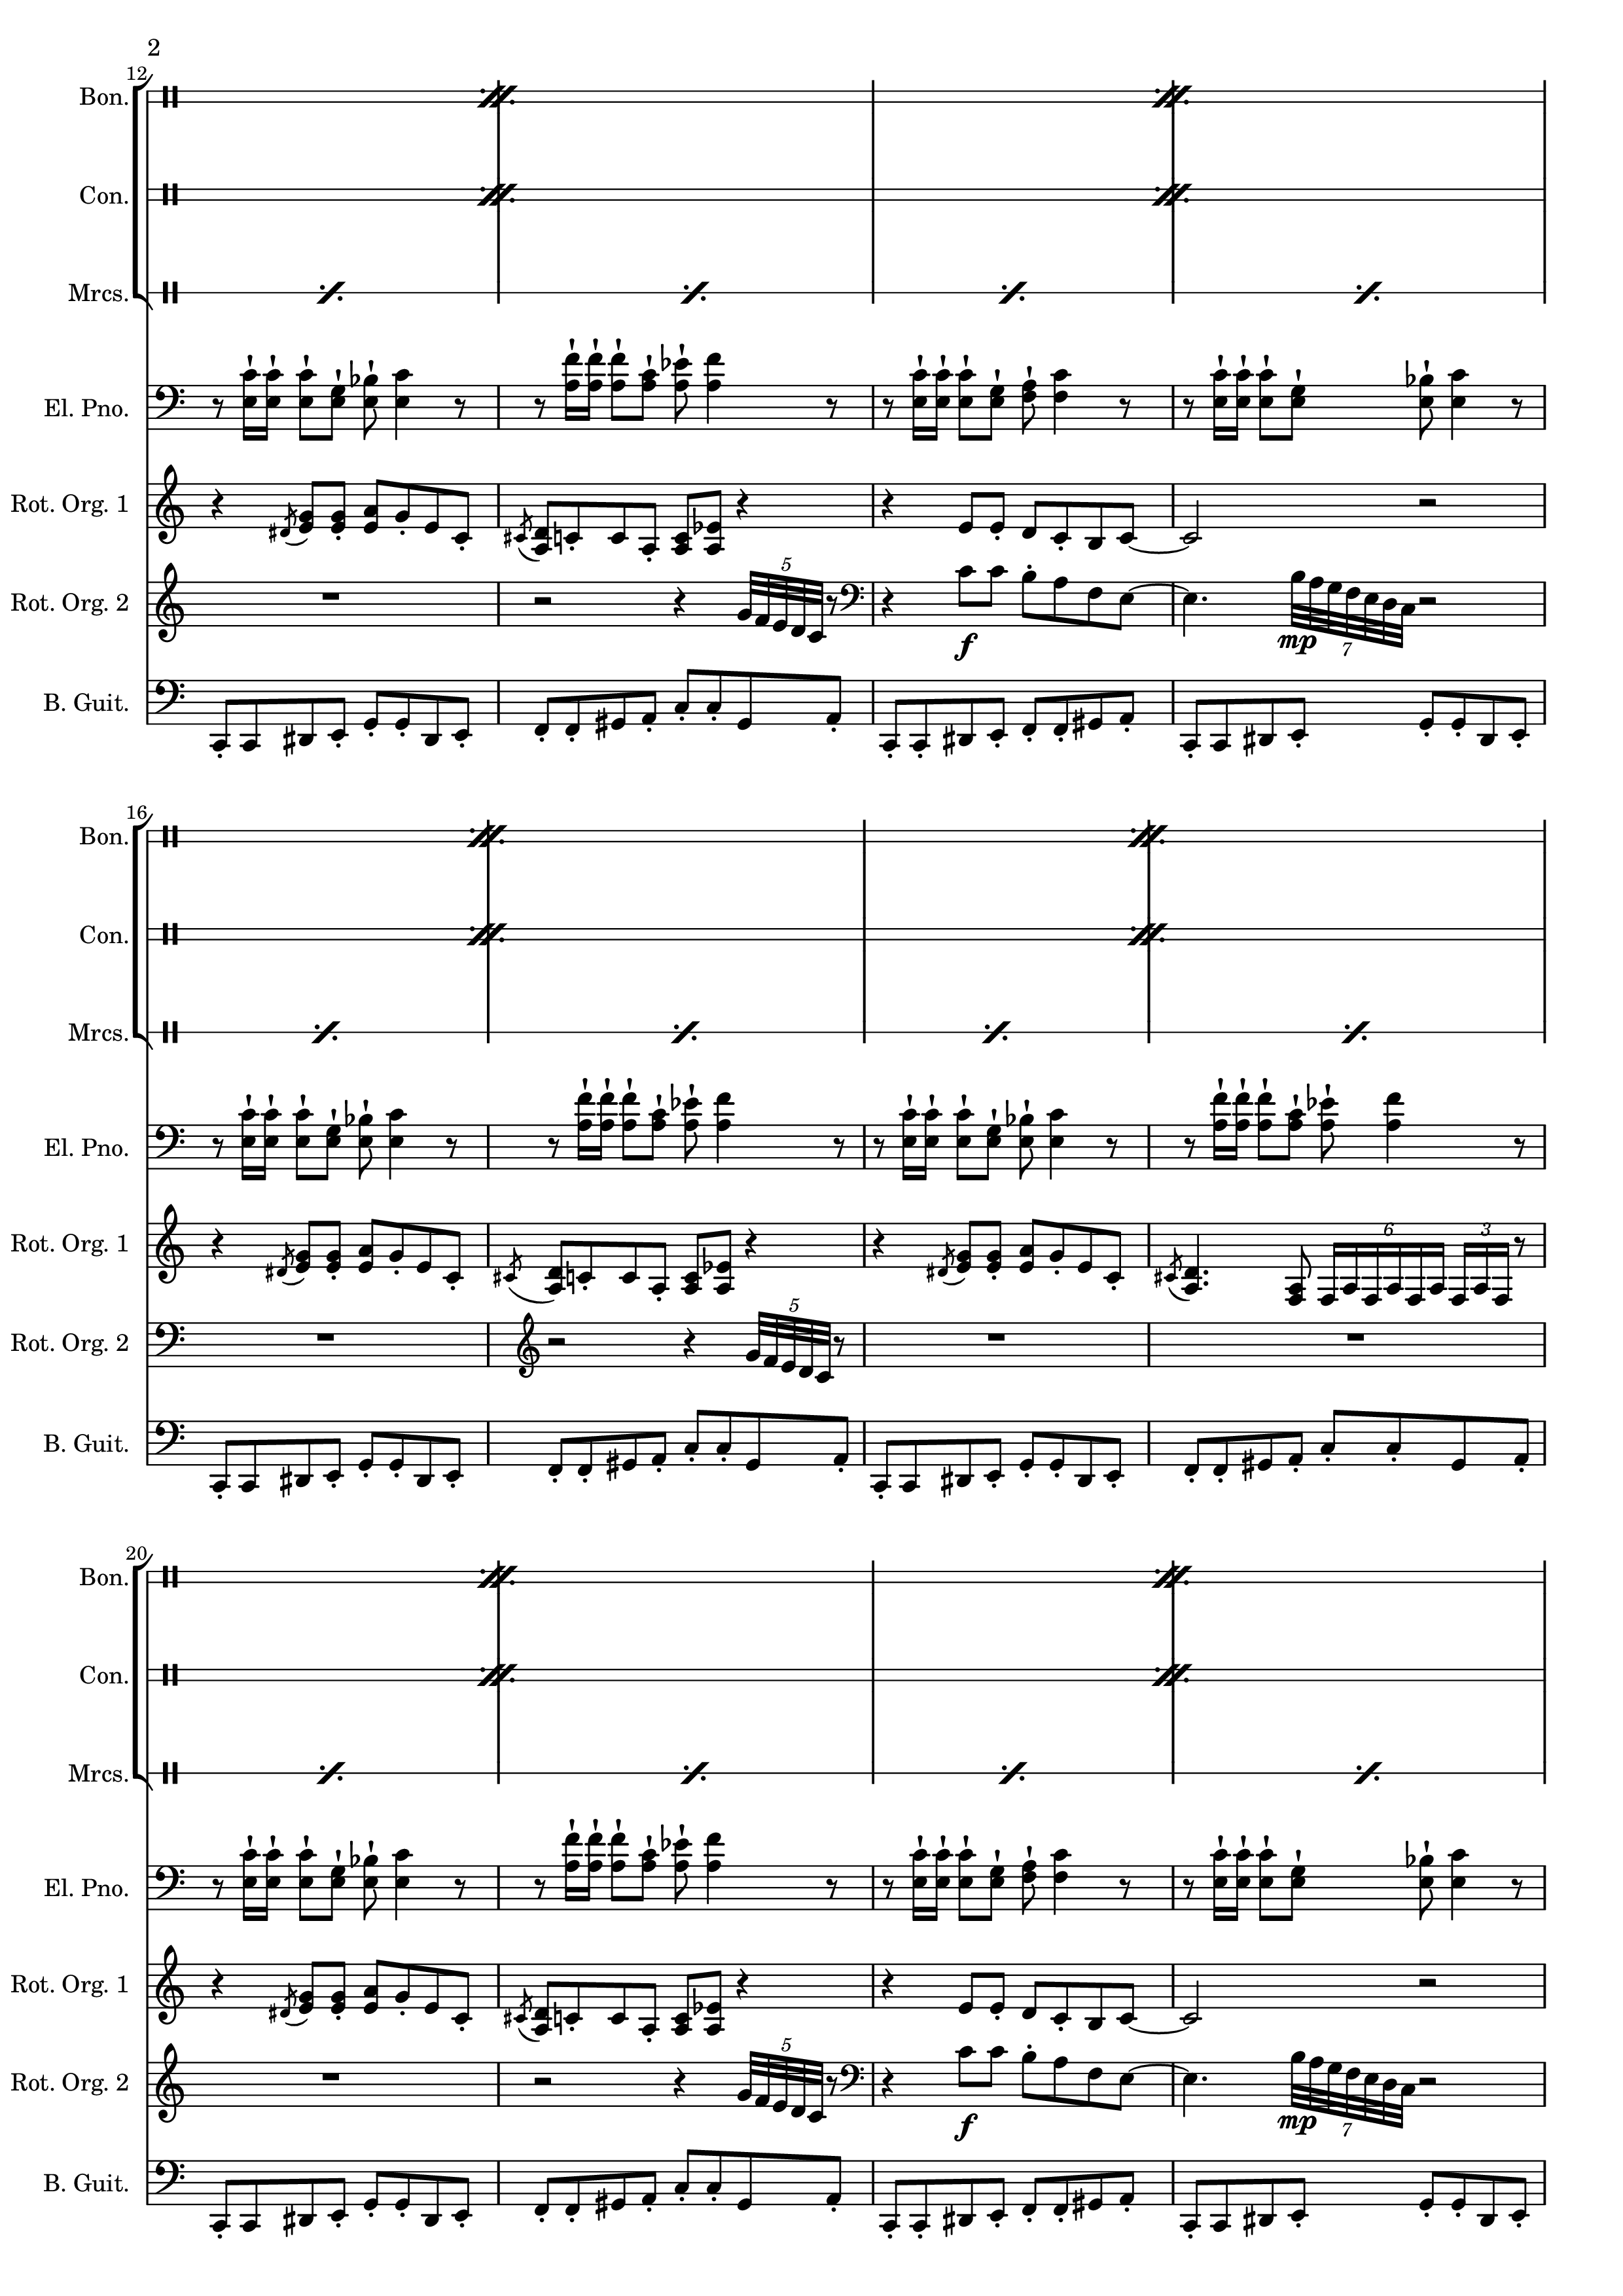 2
12
Bon.
Con.
Mrcs.
El. Pno.
Rot. Org. 1
Rot. Org. 2
5
f
mp
7
B. Guit.
16
Bon.
Con.
Mrcs.
El. Pno.
Rot. Org. 1
6
3
Rot. Org. 2
5
B. Guit.
20
Bon.
Con.
Mrcs.
El. Pno.
Rot. Org. 1
Rot. Org. 2
5
f
mp
7
B. Guit.